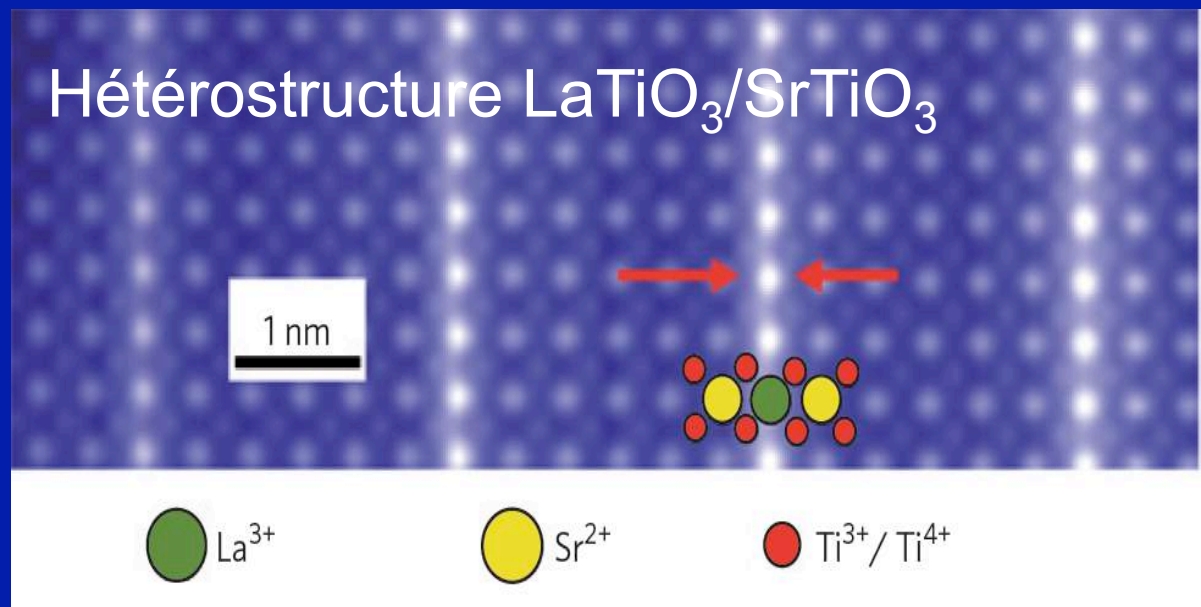 Hétérostructure LaTiO₃/SrTiO₃
1 nm
La³⁺ Sr²⁺ Ti³⁺/ Ti⁴⁺